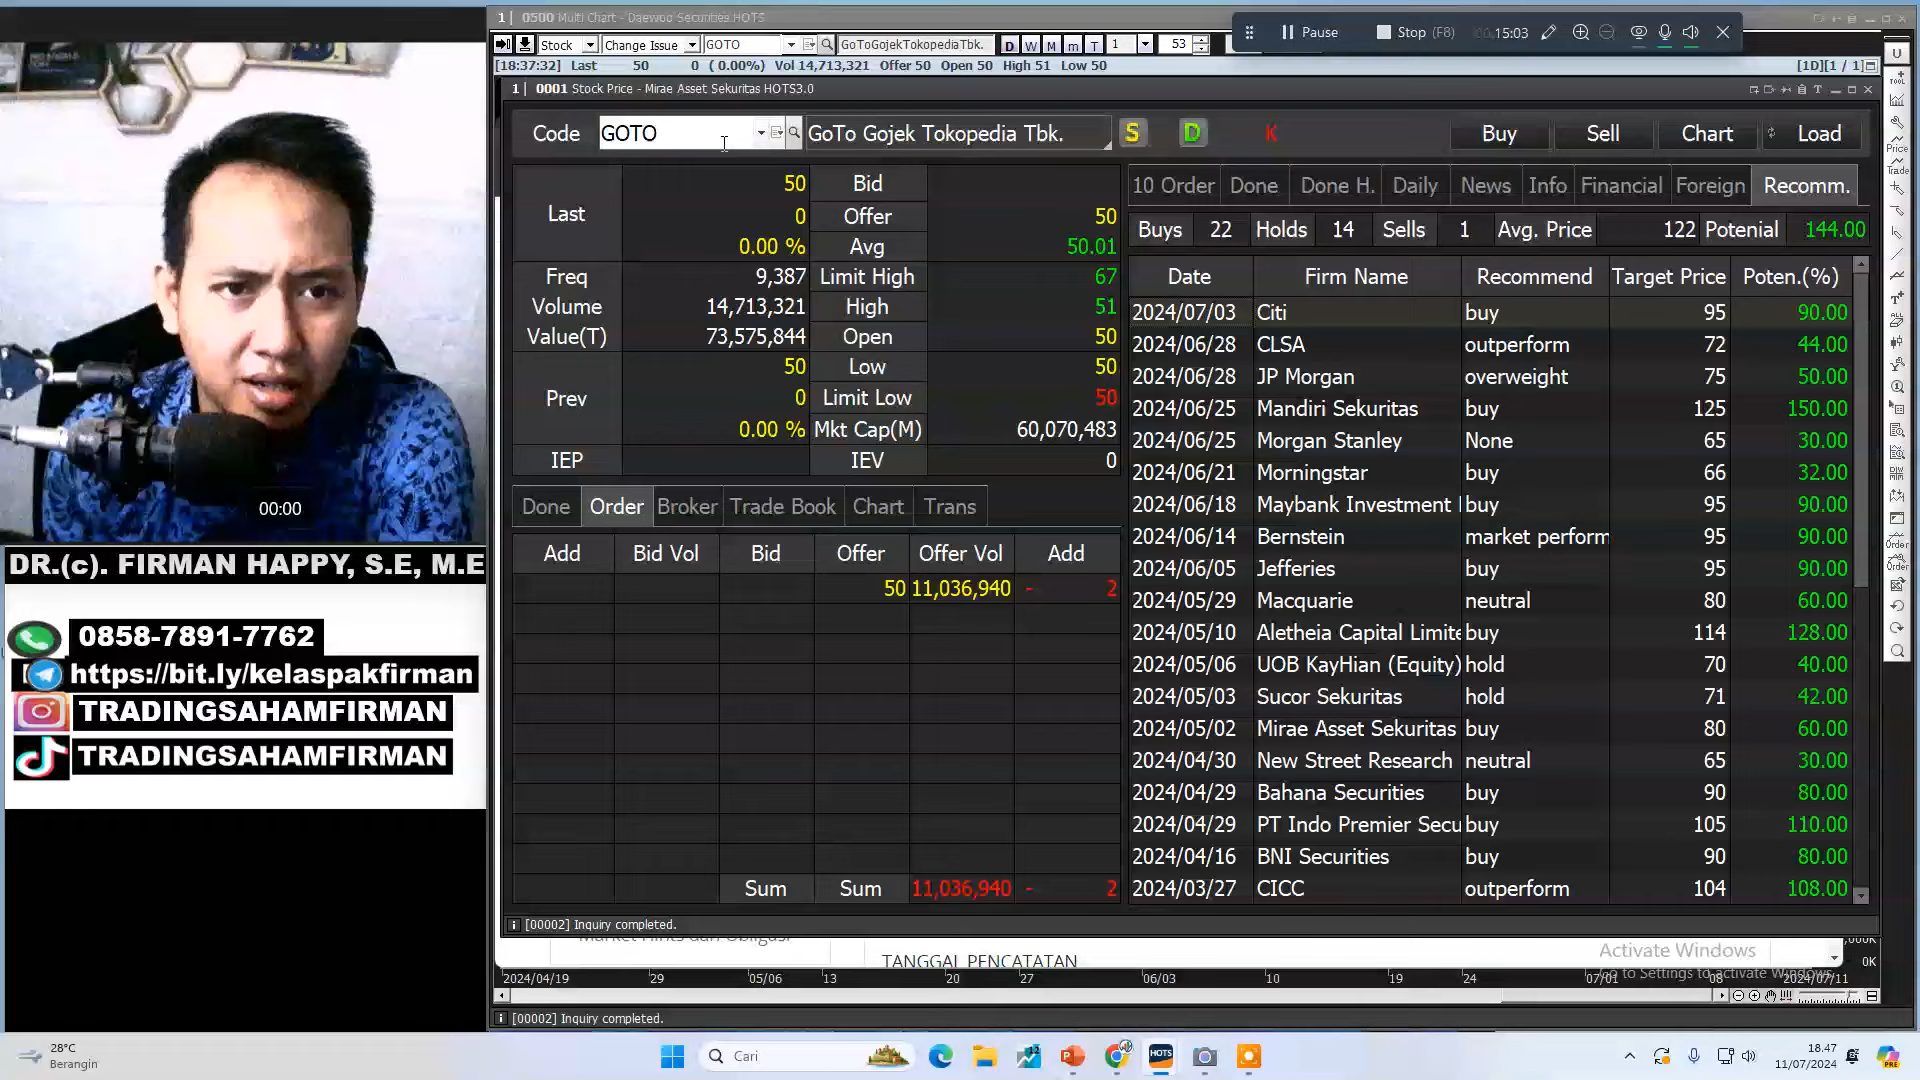 1 0500 Multi Chart - Daewoo Securities HOTS
Pause Stop (F8) 15:03
Stock Change Issue GOTO GoToGojekTokopediaTbk. D W M m T 1 53
[18:37:32] Last 50 0 ( 0.00%) Vol 14,713,321 Offer 50 Open 50 High 51 Low 50 [1D][1 / 1]
1 0001 Stock Price - Mirae Asset Sekuritas HOTS3.0
Code GOTO GoTo Gojek Tokopedia Tbk. S D K Buy Sell Chart Load
Last 50 Bid
0 Offer 50
0.00 % Avg 50.01
Freq 9,387 Limit High 67
Volume 14,713,321 High 51
Value(T) 73,575,844 Open 50
Prev 50 Low 50
0 Limit Low 50
0.00 % Mkt Cap(M) 60,070,483
IEP IEV 0
Done Order Broker Trade Book Chart Trans
Add Bid Vol Bid Offer Offer Vol Add
50 11,036,940 - 2
Sum Sum 11,036,940 - 2
10 Order Done Done H. Daily News Info Financial Foreign Recomm.
Buys 22 Holds 14 Sells 1 Avg. Price 122 Potenial 144.00
Date Firm Name Recommend Target Price Poten.(%)
2024/07/03 Citi buy 95 90.00
2024/06/28 CLSA outperform 72 44.00
2024/06/28 JP Morgan overweight 75 50.00
2024/06/25 Mandiri Sekuritas buy 125 150.00
2024/06/25 Morgan Stanley None 65 30.00
2024/06/21 Morningstar buy 66 32.00
2024/06/18 Maybank Investment buy 95 90.00
2024/06/14 Bernstein market perform 95 90.00
2024/06/05 Jefferies buy 95 90.00
2024/05/29 Macquarie neutral 80 60.00
2024/05/10 Aletheia Capital Limite buy 114 128.00
2024/05/06 UOB KayHian (Equity) hold 70 40.00
2024/05/03 Sucor Sekuritas hold 71 42.00
2024/05/02 Mirae Asset Sekuritas buy 80 60.00
2024/04/30 New Street Research neutral 65 30.00
2024/04/29 Bahana Securities buy 90 80.00
2024/04/29 PT Indo Premier Secu buy 105 110.00
2024/04/16 BNI Securities buy 90 80.00
2024/03/27 CICC outperform 104 108.00
[00002] Inquiry completed.
TANGGAL PENCATATAN
Activate Windows
Go to Settings to activate Windows.
0K
2024/04/19 29 05/06 13 20 27 06/03 10 19 24 07/01 08 2024/07/11
[00002] Inquiry completed.
U
TOOL
Price
Trade
Order
Order
00:00
DR.(c). FIRMAN HAPPY, S.E, M.E
0858-7891-7762
https://bit.ly/kelaspakfirman
TRADINGSAHAMFIRMAN
TRADINGSAHAMFIRMAN
28°C
Berangin
Cari
HOTS
18.47
11/07/2024
PRE